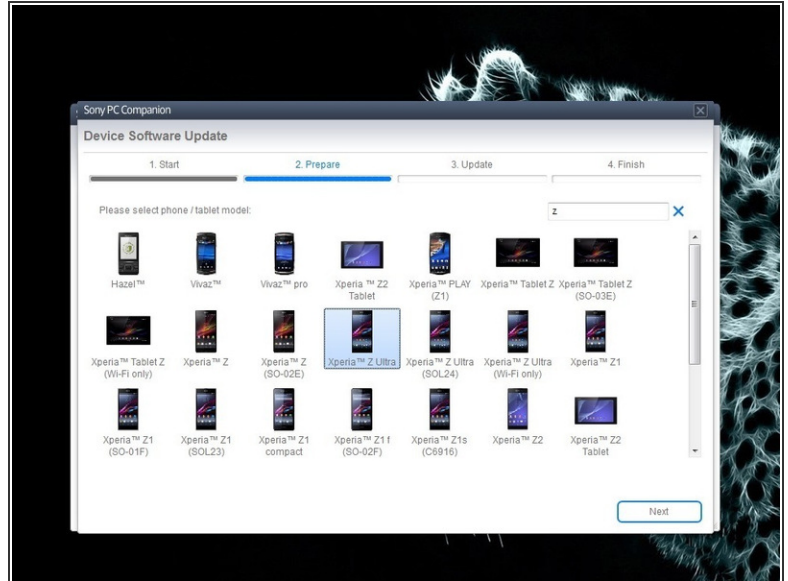 Sony PC Companion
Device Software Update
1. Start
2. Prepare
3. Update
4. Finish
Please select phone / tablet model:
z
Hazel™
Vivaz™
Vivaz™ pro
Xperia ™ Z2
Tablet
Xperia™ PLAY
(Z1)
Xperia™ Tablet Z
Xperia™ Tablet Z
(SO-03E)
Xperia™ Tablet Z
(Wi-Fi only)
Xperia™ Z
Xperia™ Z
(SO-02E)
Xperia™ Z Ultra
Xperia™ Z Ultra
(SOL24)
Xperia™ Z Ultra
(Wi-Fi only)
Xperia™ Z1
Xperia™ Z1
(SO-01F)
Xperia™ Z1
(SOL23)
Xperia™ Z1
compact
Xperia™ Z1 f
(SO-02F)
Xperia™ Z1s
(C6916)
Xperia™ Z2
Xperia™ Z2
Tablet
Next